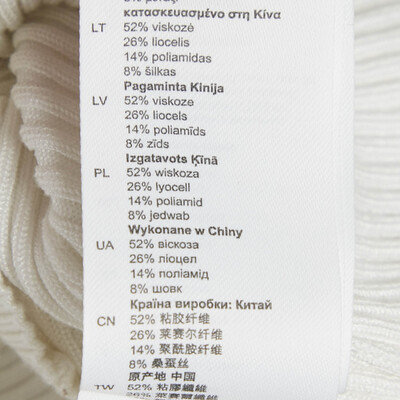 κατασκευασμένο στη Κίνα
LT 52% viskozė
26% liocelis
14% poliamidas
8% šilkas
Pagaminta Kinija
LV 52% viskoze
26% liocels
14% poliamīds
8% zīds
Izgatavots Ķīnā
PL 52% wiskoza
26% lyocell
14% poliamid
8% jedwab
Wykonane w Chiny
UA 52% віскоза
26% ліоцел
14% поліамід
8% шовк
Країна виробки: Китай
CN 52% 粘胶纤维
26% 莱赛尔纤维
14% 聚酰胺纤维
8% 桑蚕丝
原产地 中国
TW 52% 粘膠纖維